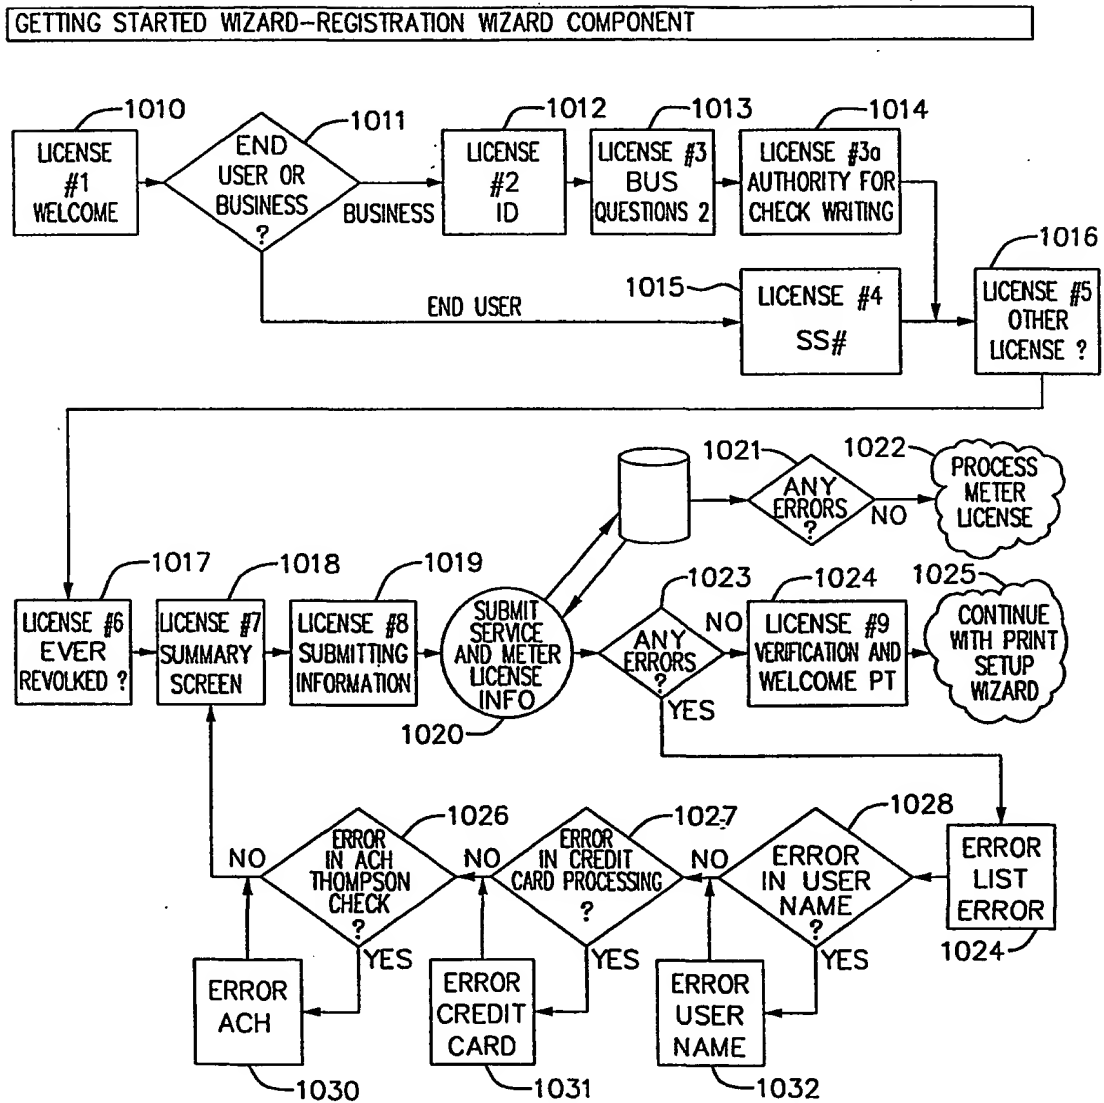 GETTING STARTED WIZARD-REGISTRATION WIZARD COMPONENT
1010
LICENSE
#1
WELCOME
1011
END
USER OR
BUSINESS
?
BUSINESS
END USER
1012
LICENSE
#2
ID
1013
LICENSE #3
BUS
QUESTIONS 2
1014
LICENSE #3a
AUTHORITY FOR
CHECK WRITING
1015
LICENSE #4
SS#
1016
LICENSE #5
OTHER
LICENSE ?
1021
ANY
ERRORS
?
NO
1022
PROCESS
METER
LICENSE
1017
LICENSE #6
EVER
REVOLKED ?
1018
LICENSE #7
SUMMARY
SCREEN
1019
LICENSE #8
SUBMITTING
INFORMATION
SUBMIT
SERVICE
AND METER
LICENSE
INFO
1020
1023
ANY
ERRORS
?
NO
YES
1024
LICENSE #9
VERIFICATION AND
WELCOME PT
1025
CONTINUE
WITH PRINT
SETUP
WIZARD
1026
ERROR
IN ACH
THOMPSON
CHECK
?
NO
YES
1027
ERROR
IN CREDIT
CARD PROCESSING
?
NO
YES
1028
ERROR
IN USER
NAME
?
NO
YES
ERROR
LIST
ERROR
1024
ERROR
ACH
1030
ERROR
CREDIT
CARD
1031
ERROR
USER
NAME
1032